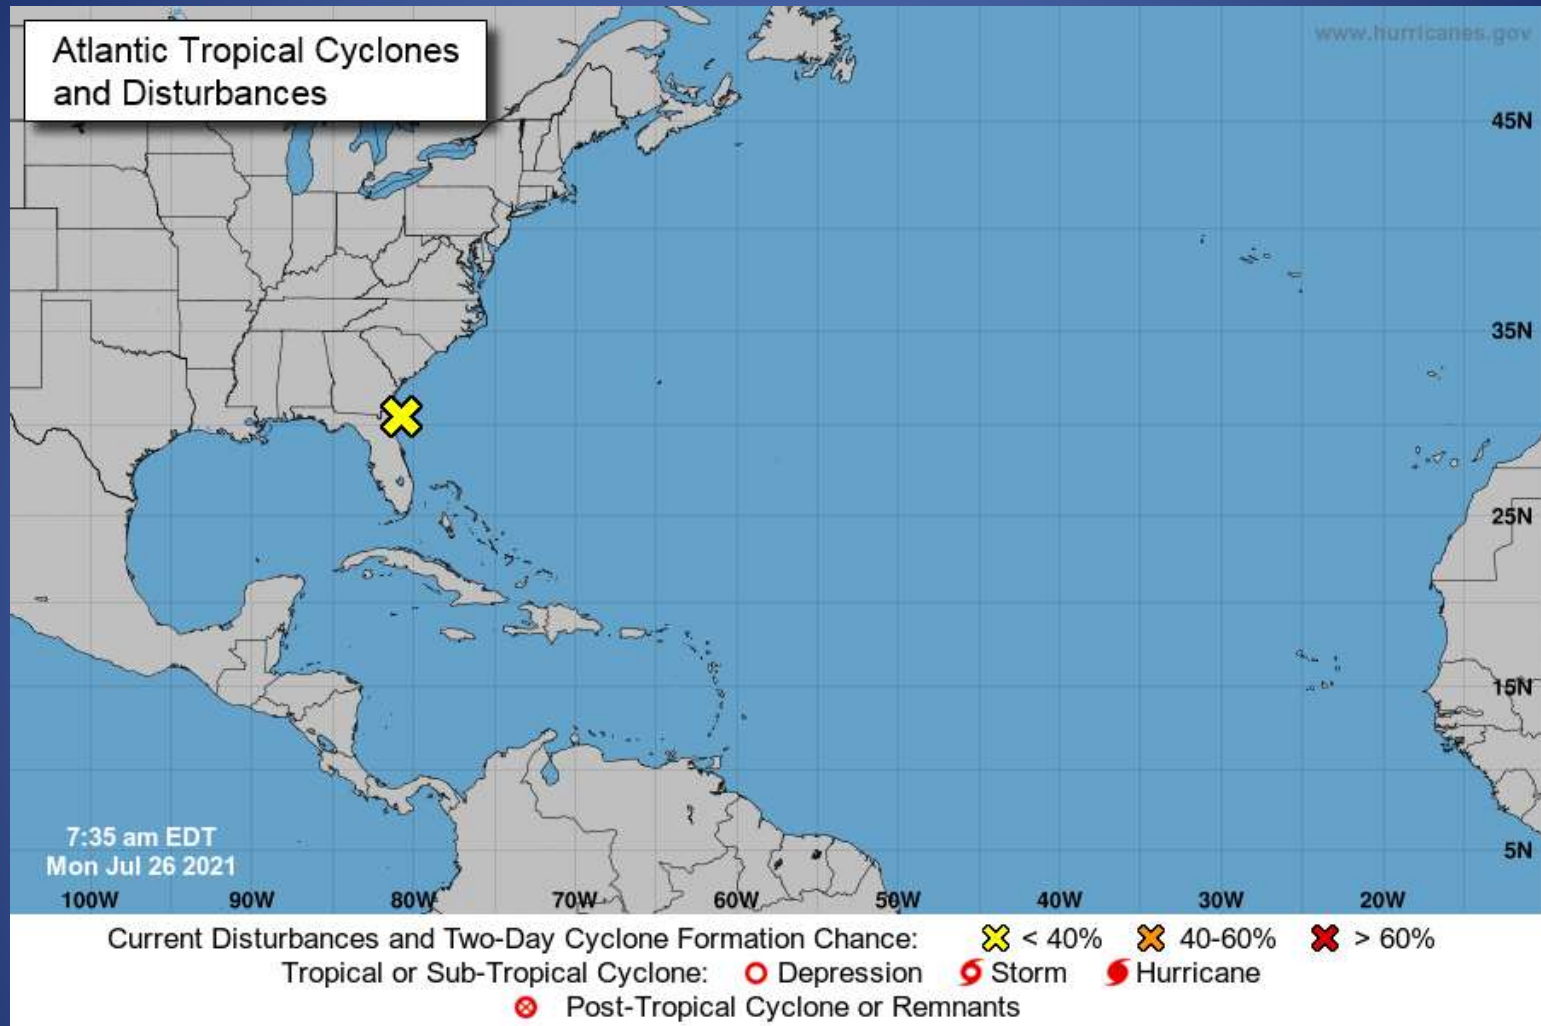 Atlantic Tropical Cyclones
and Disturbances
www.hurricanes.gov
45N
35N
25N
15N
5N
7:35 am EDT
Mon Jul 26 2021
100W 90W 80W 70W 60W 50W 40W 30W 20W
Current Disturbances and Two-Day Cyclone Formation Chance: < 40% 40-60% > 60%
Tropical or Sub-Tropical Cyclone: Depression Storm Hurricane
Post-Tropical Cyclone or Remnants